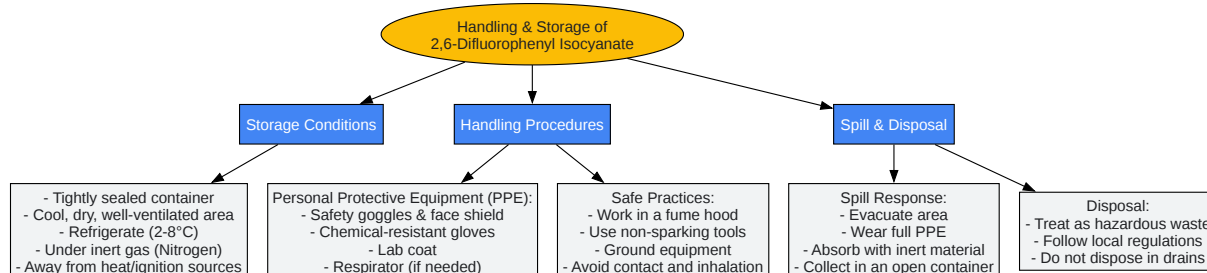 Handling & Storage of
2,6-Difluorophenyl Isocyanate
Storage Conditions
Handling Procedures
Spill & Disposal
- Tightly sealed container
- Cool, dry, well-ventilated area
- Refrigerate (2-8°C)
- Under inert gas (Nitrogen)
- Away from heat/ignition sources
Personal Protective Equipment (PPE):
- Safety goggles & face shield
- Chemical-resistant gloves
- Lab coat
- Respirator (if needed)
Safe Practices:
- Work in a fume hood
- Use non-sparking tools
- Ground equipment
- Avoid contact and inhalation
Spill Response:
- Evacuate area
- Wear full PPE
- Absorb with inert material
- Collect in an open container
Disposal:
- Treat as hazardous waste
- Follow local regulations
- Do not dispose in drains